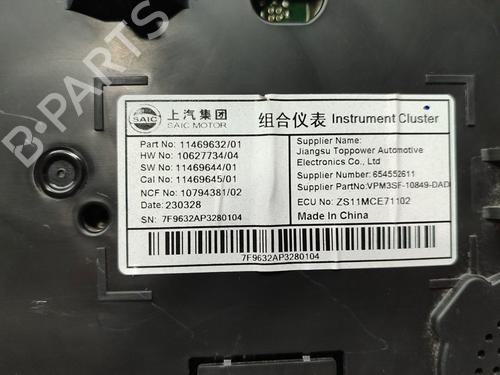 B-PARTS
SAIC
上汽集团
SAIC MOTOR
组合仪表 Instrument Cluster
Part No: 11469632/01
HW No: 10627734/04
SW No: 11469644/01
Cal No: 11469645/01
NCF No: 10794381/02
Date: 230328
SN: 7F9632AP3280104
Supplier Name:
Jiangsu Toppower Automotive
Electronics Co., Ltd
Supplier Number: 654552611
Supplier PartNo: VPM3SF-10849-DAD
ECU No: ZS11MCE71102
Made In China
7F9632AP3280104